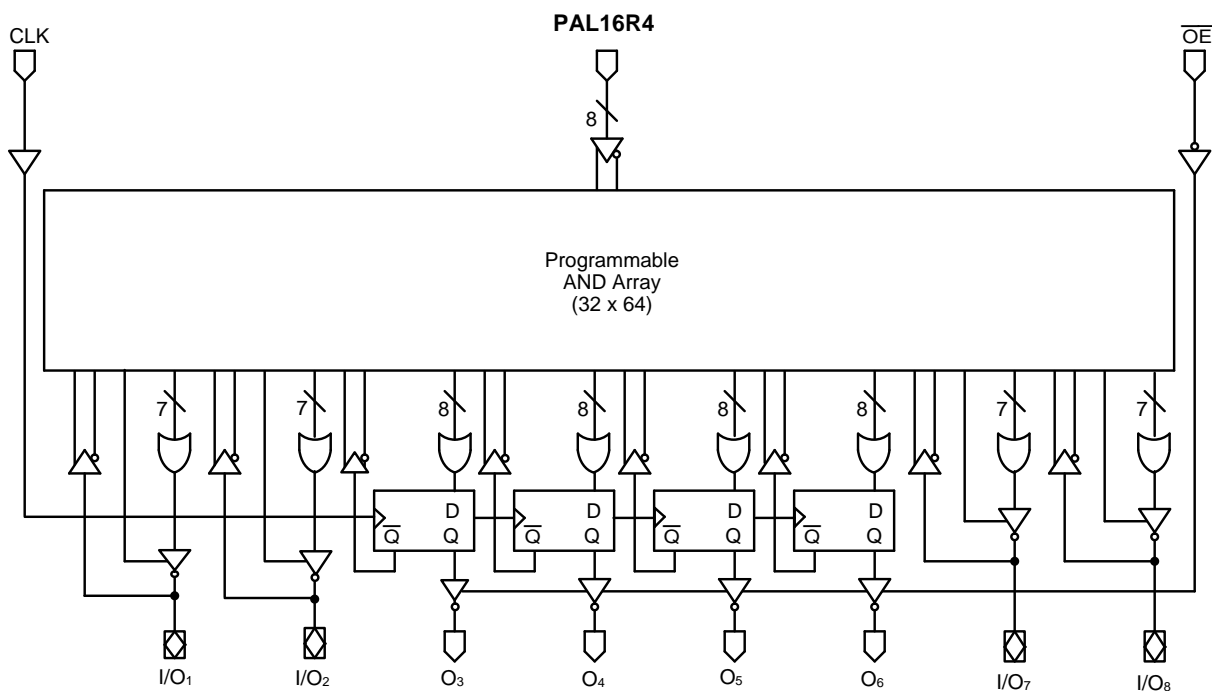 PAL16R4
CLK
O̅E̅
8
Programmable
AND Array
(32 x 64)
7
7
8
8
8
8
7
7
D
Q̅ Q
D
Q̅ Q
D
Q̅ Q
D
Q̅ Q
I/O₁
I/O₂
O₃
O₄
O₅
O₆
I/O₇
I/O₈